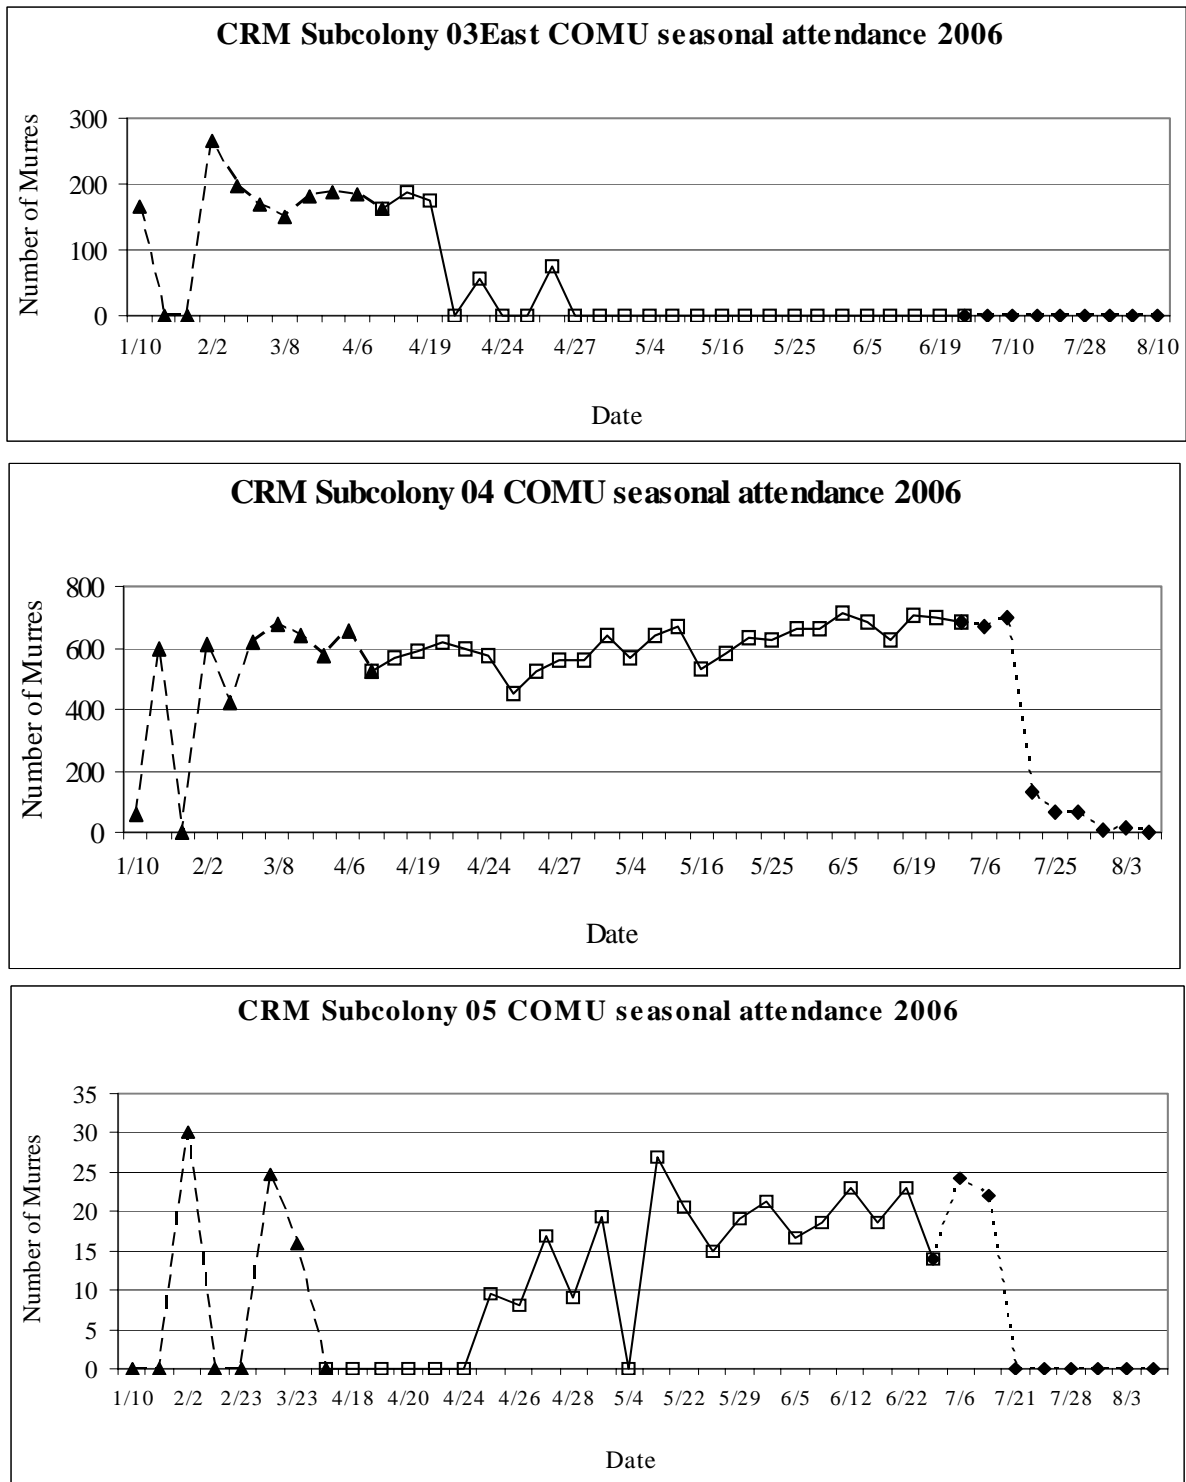 CRM Subcolony 03East COMU seasonal attendance 2006
Number of Murres
300
200
100
0
1/10 2/2 3/8 4/6 4/19 4/24 4/27 5/4 5/16 5/25 6/5 6/19 7/10 7/28 8/10
Date
CRM Subcolony 04 COMU seasonal attendance 2006
Number of Murres
800
600
400
200
0
1/10 2/2 3/8 4/6 4/19 4/24 4/27 5/4 5/16 5/25 6/5 6/19 7/6 7/25 8/3
Date
CRM Subcolony 05 COMU seasonal attendance 2006
Number of Murres
35
30
25
20
15
10
5
0
1/10 2/2 2/23 3/23 4/18 4/20 4/24 4/26 4/28 5/4 5/22 5/29 6/5 6/12 6/22 7/6 7/21 7/28 8/3
Date